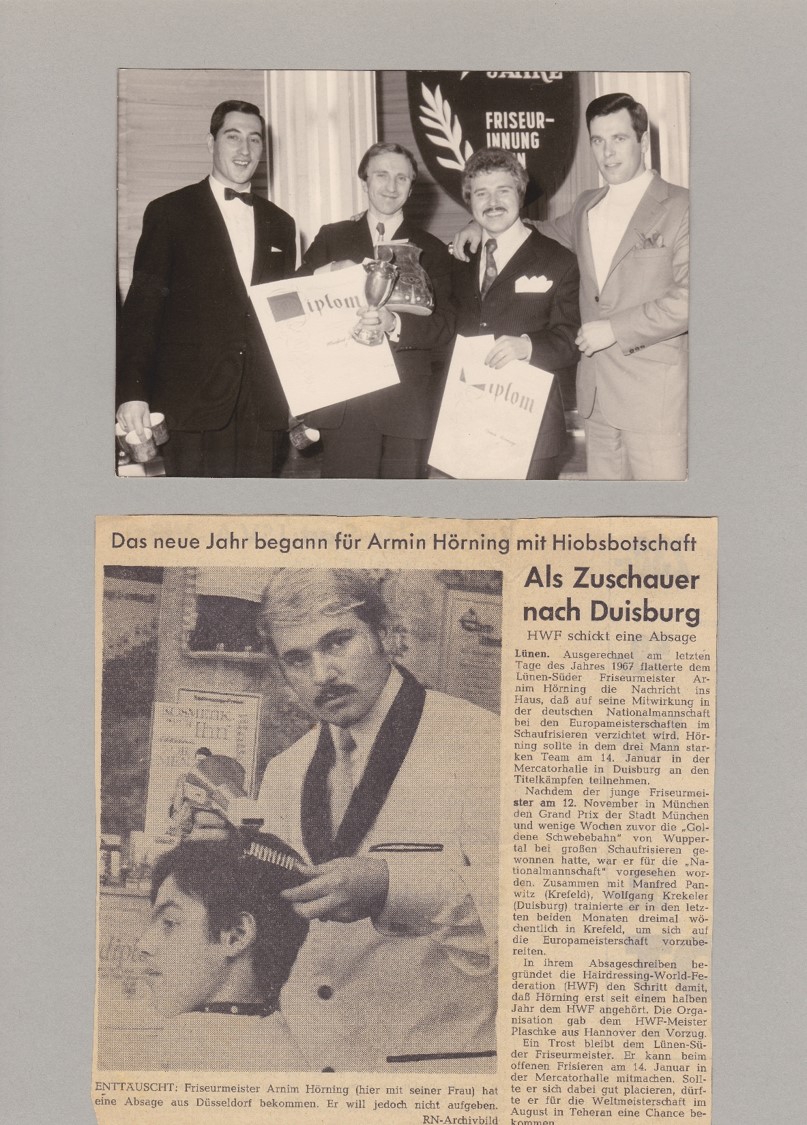 JAHRE
FRISEUR-
INNUNG
iplom
iplom
Das neue Jahr begann für Armin Hörning mit Hiobsbotschaft
Als Zuschauer
nach Duisburg
HWF schickt eine Absage
Lünen. Ausgerechnet am letzten
Tage des Jahres 1967 flatterte dem
Lünen-Süder Friseurmeister Ar-
nim Hörning die Nachricht ins
Haus, daß auf seine Mitwirkung in
der deutschen Nationalmannschaft
bei den Europameisterschaften im
Schaufrisieren verzichtet wird. Hör-
ning sollte in dem drei Mann star-
ken Team am 14. Januar in der
Mercatorhalle in Duisburg an den
Titelkämpfen teilnehmen.
Nachdem der junge Friseurmei-
ster am 12. November in München
den Grand Prix der Stadt München
und wenige Wochen zuvor die „Gol-
dene Schwebebahn" von Wupper-
tal bei großen Schaufrisieren ge-
wonnen hatte, war er für die „Na-
tionalmannschaft" vorgesehen wor-
den. Zusammen mit Manfred Pan-
witz (Krefeld), Wolfgang Krekeler
(Duisburg) trainierte er in den letz-
ten beiden Monaten dreimal wö-
chentlich in Krefeld, um sich auf
die Europameisterschaft vorzube-
reiten.
In ihrem Absageschreiben be-
gründet die Hairdressing-World-Fe-
deration (HWF) den Schritt damit,
daß Hörning erst seit einem halben
Jahr dem HWF angehört. Die Orga-
nisation gab dem HWF-Meister
Plaschke aus Hannover den Vorzug.
Ein Trost bleibt dem Lünen-Sü-
der Friseurmeister. Er kann beim
offenen Frisieren am 14. Januar in
der Mercatorhalle mitmachen. Soll-
te er sich dabei gut placieren, dürf-
te er für die Weltmeisterschaft im
August in Teheran eine Chance be-
kommen.
KOSMETIK
Ihn
dipl
ENTTÄUSCHT: Friseurmeister Arnim Hörning (hier mit seiner Frau) hat
eine Absage aus Düsseldorf bekommen. Er will jedoch nicht aufgeben.
RN-Archivbild